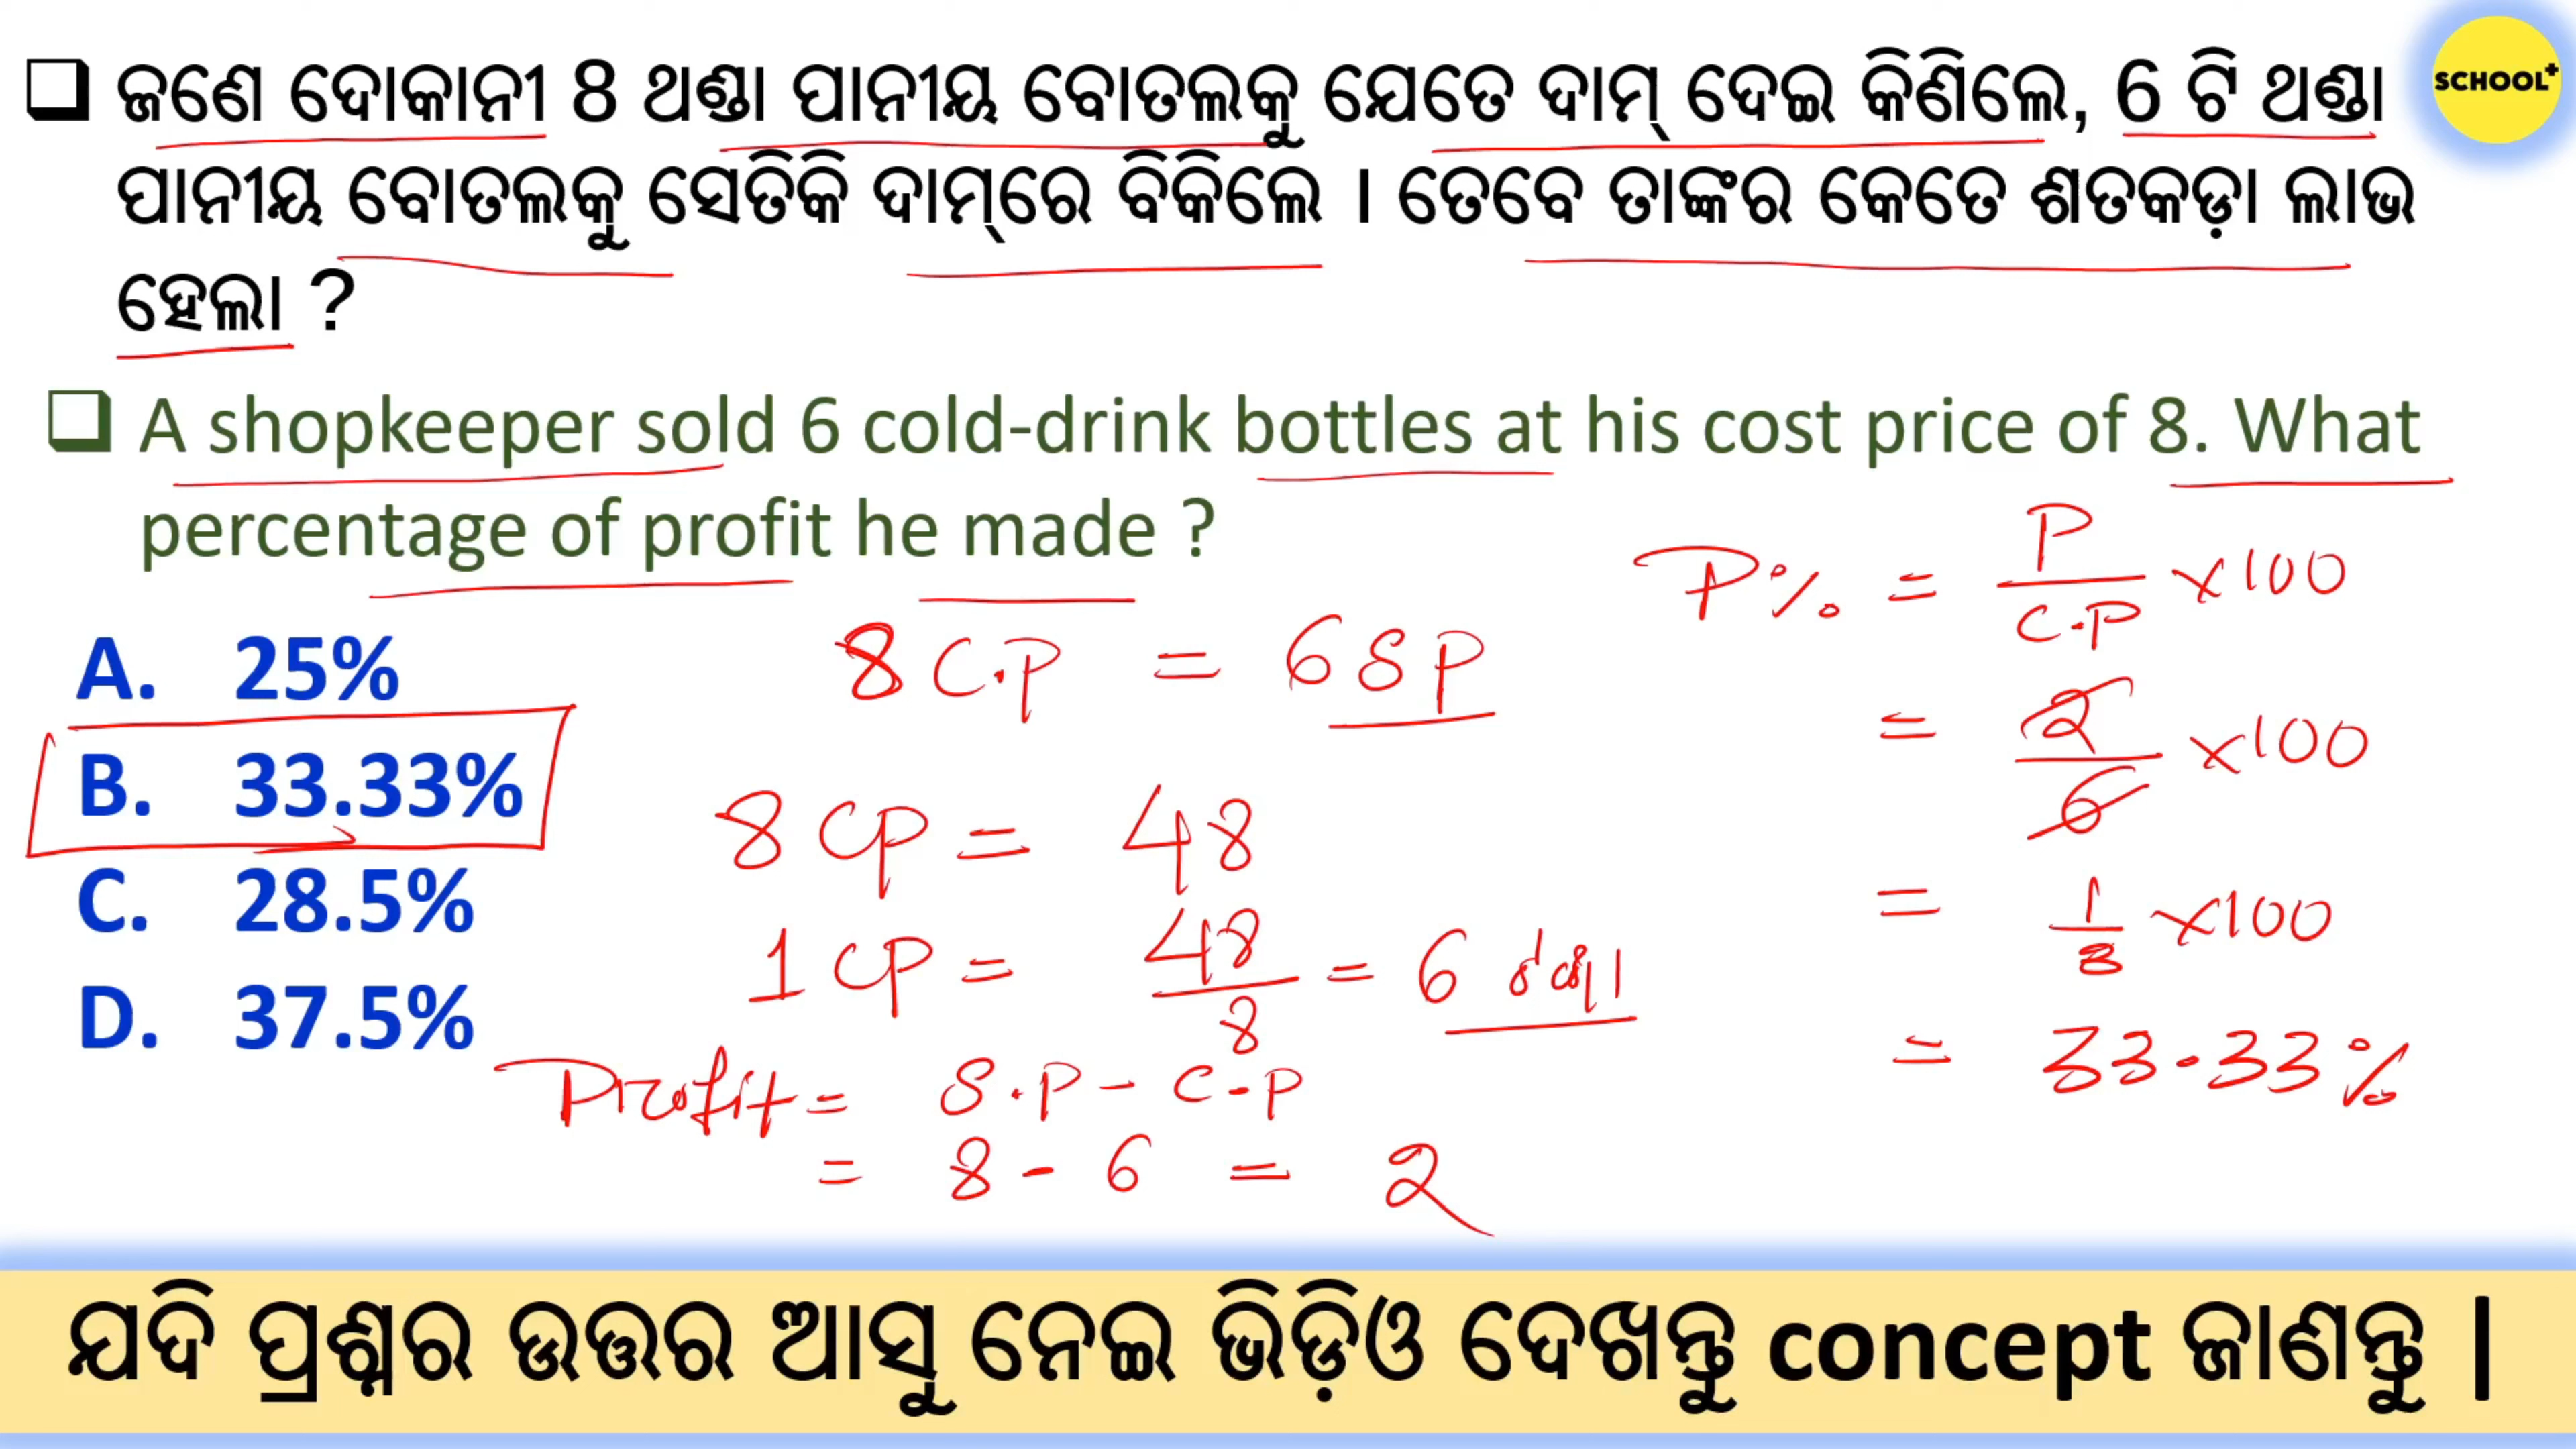 ଜଣେ ଦୋକାନୀ 8 ଥଣ୍ଡା ପାନୀୟ ବୋତଲକୁ ଯେତେ ଦାମ୍ ଦେଇ କିଣିଲେ, 6 ଟି ଥଣ୍ଡା
SCHOOL+
ପାନୀୟ ବୋତଲକୁ ସେତିକି ଦାମ୍‌ରେ ବିକିଲେ । ତେବେ ତାଙ୍କର କେତେ ଶତକଡ଼ା ଲାଭ
ହେଲା ?
A shopkeeper sold 6 cold-drink bottles at his cost price of 8. What
percentage of profit he made ?
A. 25%
B. 33.33%
C. 28.5%
D. 37.5%
8 C.P = 6 SP
8 CP = 48
1 CP = 48/8 = 6
Profit = S.P - C.P
= 8 - 6 = 2
P% = P/C.P ×100
= 2/6 ×100
= 1/3 ×100
= 33.33%
ଯଦି ପ୍ରଶ୍ନର ଉତ୍ତର ଆସୁ ନେଇ ଭିଡ଼ିଓ ଦେଖନ୍ତୁ concept ଜାଣନ୍ତୁ |